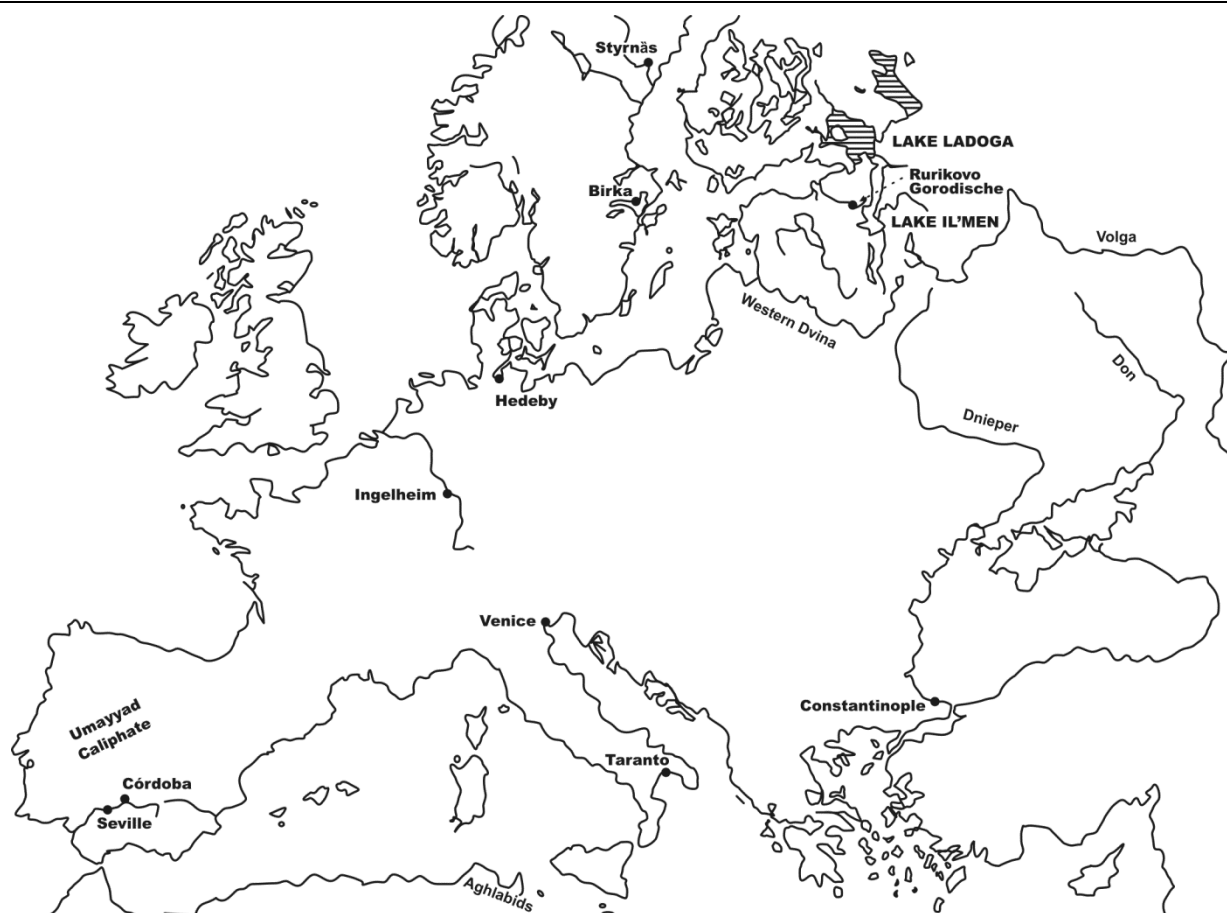 Styrnäs
LAKE LADOGA
Rurikovo
Gorodische
Birka
LAKE IL'MEN
Volga
Western Dvina
Don
Hedeby
Dnieper
Ingelheim
Venice
Umayyad
Caliphate
Constantinople
Taranto
Córdoba
Seville
Aghlabids